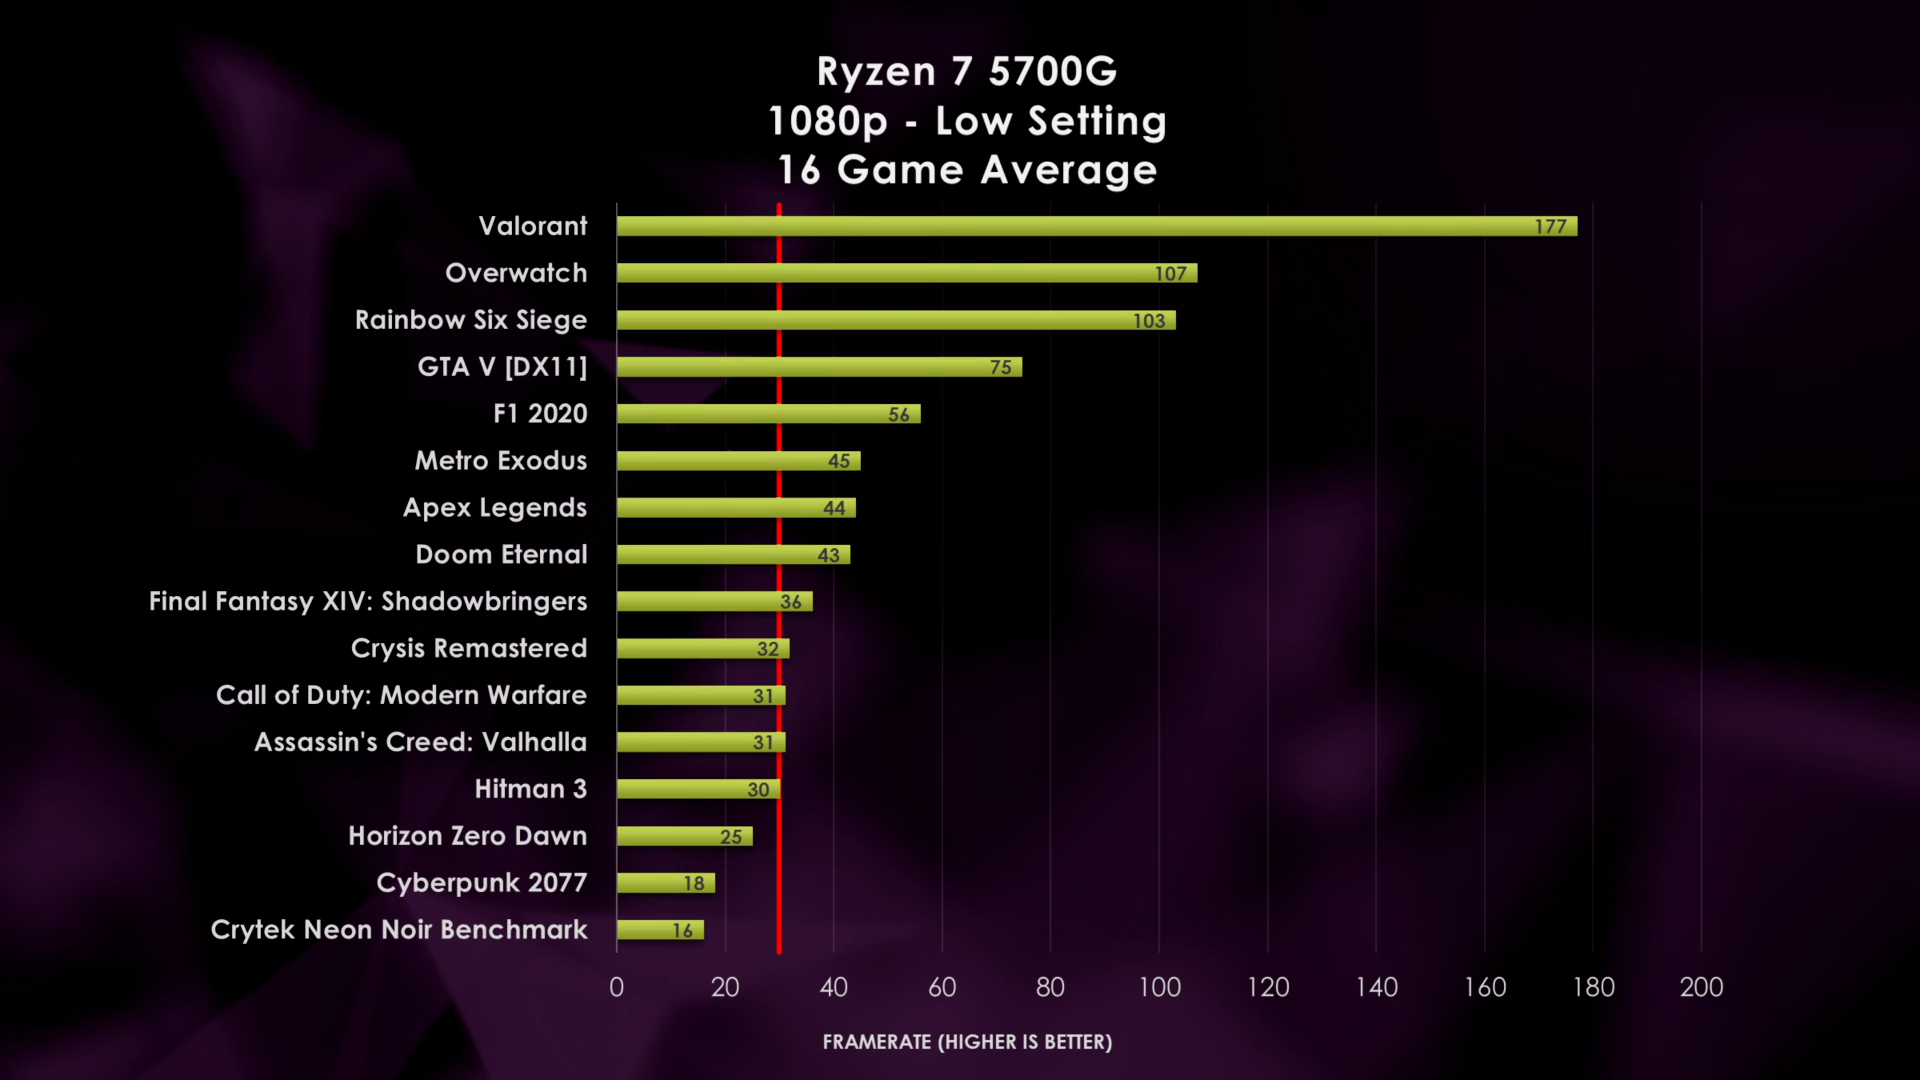 Ryzen 7 5700G
1080p - Low Setting
16 Game Average
Valorant 177
Overwatch 107
Rainbow Six Siege 103
GTA V [DX11] 75
F1 2020 56
Metro Exodus 45
Apex Legends 44
Doom Eternal 43
Final Fantasy XIV: Shadowbringers 36
Crysis Remastered 32
Call of Duty: Modern Warfare 31
Assassin's Creed: Valhalla 31
Hitman 3 30
Horizon Zero Dawn 25
Cyberpunk 2077 18
Crytek Neon Noir Benchmark 16
0 20 40 60 80 100 120 140 160 180 200
FRAMERATE (HIGHER IS BETTER)